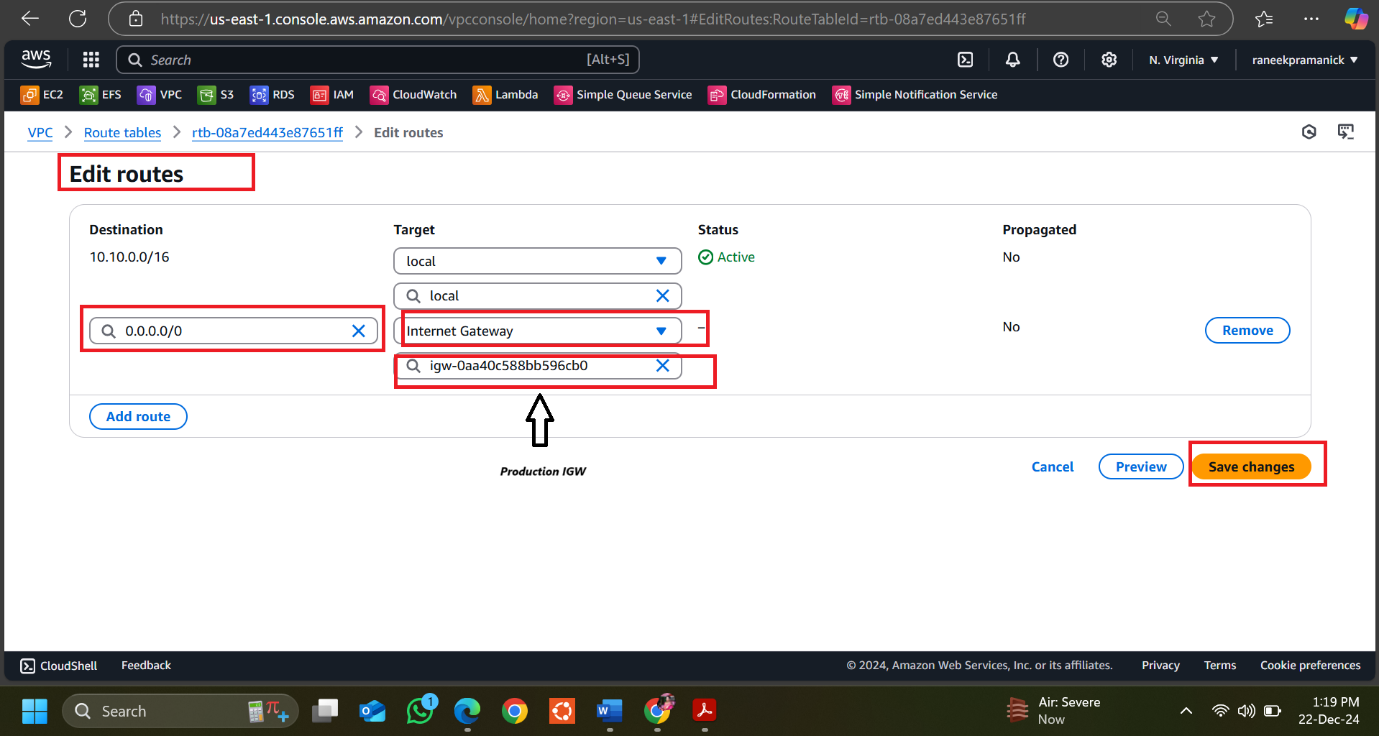 https://us-east-1.console.aws.amazon.com/vpcconsole/home?region=us-east-1#EditRoutes:RouteTableId=rtb-08a7ed443e87651ff
aws Search [Alt+S] N. Virginia raneekpramanick
EC2 EFS VPC S3 RDS IAM CloudWatch Lambda Simple Queue Service CloudFormation Simple Notification Service
VPC > Route tables > rtb-08a7ed443e87651ff > Edit routes
Edit routes
Destination Target Status Propagated
10.10.0.0/16 local Active No
local
0.0.0.0/0 Internet Gateway – No Remove
igw-0aa40c588bb596cb0
Add route
Production IGW
Cancel Preview Save changes
CloudShell Feedback © 2024, Amazon Web Services, Inc. or its affiliates. Privacy Terms Cookie preferences
Search 1 Air: Severe 1:19 PM
Now 22-Dec-24